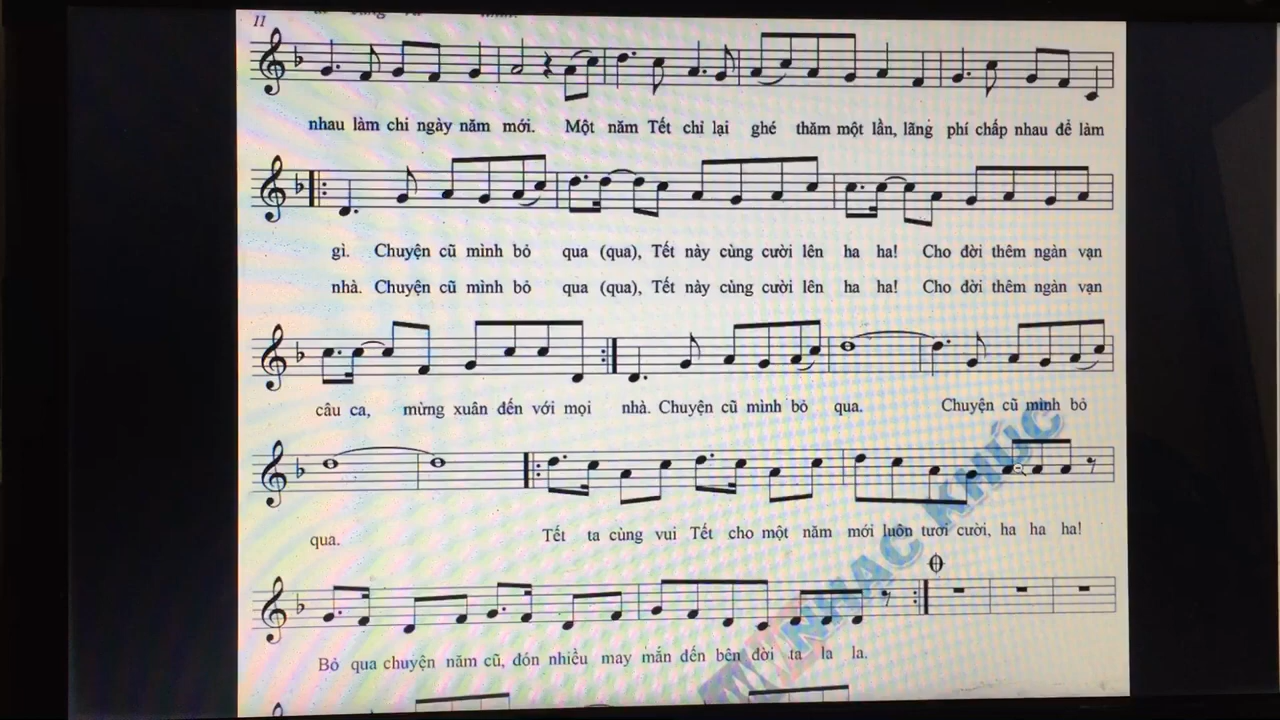 11
nhau làm chi ngày năm mới. Một năm Tết chỉ lại ghé thăm một lần, lãng phí chấp nhau để làm
gì. Chuyện cũ mình bỏ qua (qua), Tết này cùng cười lên ha ha! Cho đời thêm ngàn vạn
nhà. Chuyện cũ mình bỏ qua (qua), Tết này cùng cười lên ha ha! Cho đời thêm ngàn vạn
câu ca, mừng xuân đến với mọi nhà. Chuyện cũ mình bỏ qua. Chuyện cũ mình bỏ
qua. Tết ta cùng vui Tết cho một năm mới luôn tươi cười, ha ha ha!
Bỏ qua chuyện năm cũ, đón nhiều may mắn đến bên đời ta la la.
NHẠC KHÚC